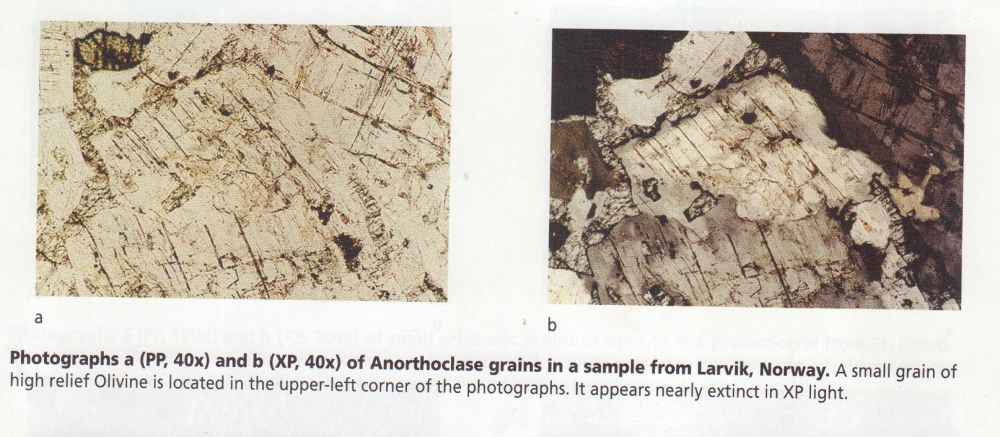 a
b
Photographs a (PP, 40x) and b (XP, 40x) of Anorthoclase grains in a sample from Larvik, Norway. A small grain of
high relief Olivine is located in the upper-left corner of the photographs. It appears nearly extinct in XP light.